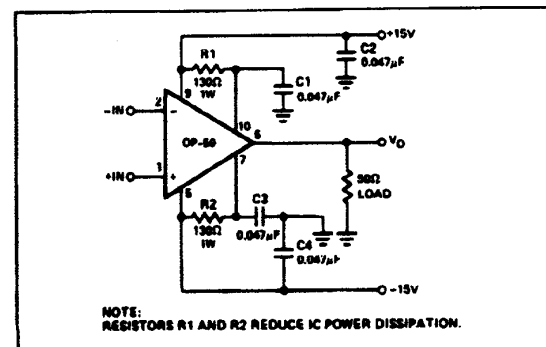 +15V
R1
C2
0.047µF
130Ω
1W
C1
0.047µF
9
-IN
2
-
10
OP-50
6
V₀
7
+IN
1
+
5
50Ω
LOAD
R2
C3
130Ω
1W
0.047µF
C4
0.047µF
-15V
NOTE:
RESISTORS R1 AND R2 REDUCE IC POWER DISSIPATION.